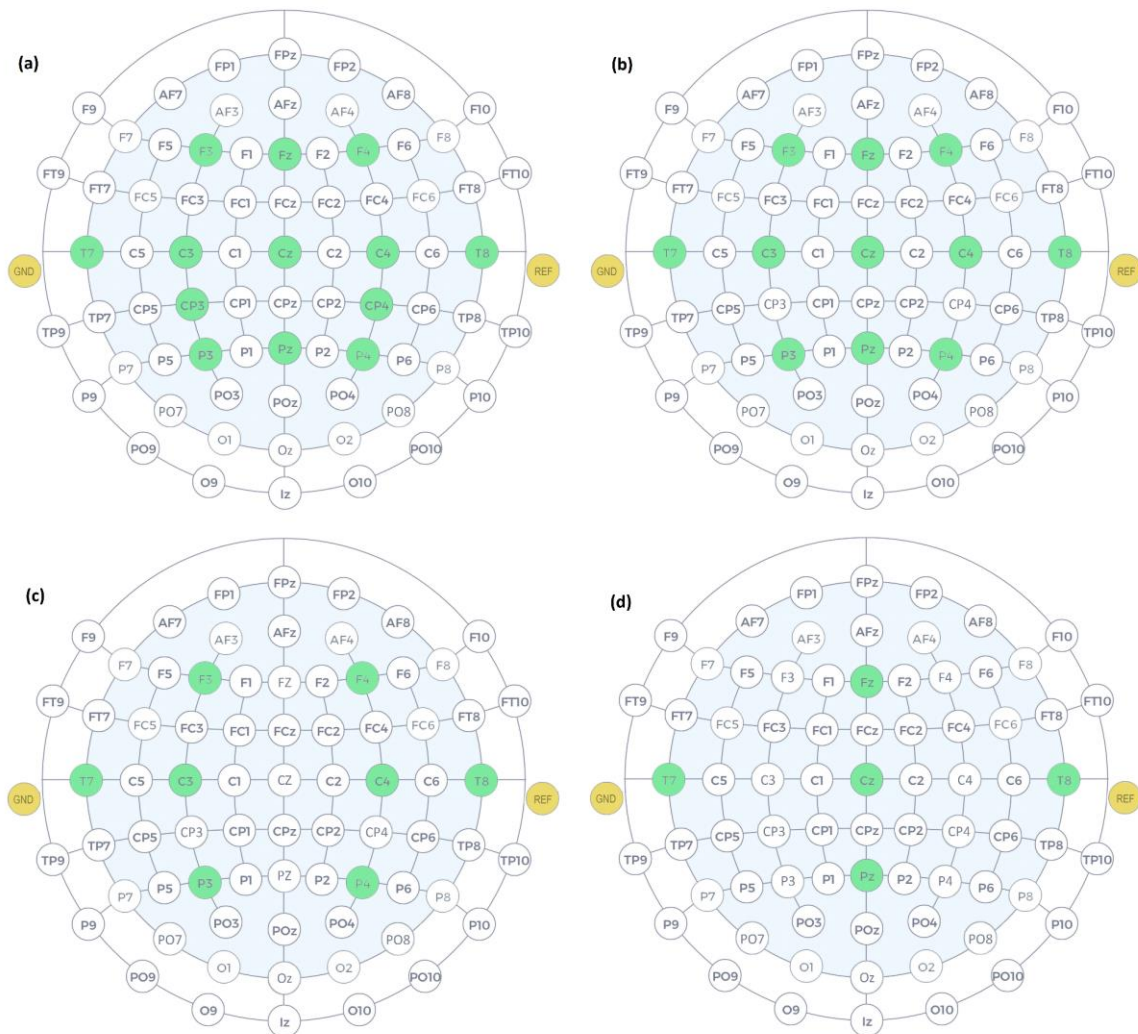 (a)
FPz
FP1 FP2
AF7 AF8
AF3 AFz AF4
F9 F10
F7 F8
F5 F3 F1 Fz F2 F4 F6
FT9 FT10
FT7 FC5 FC3 FC1 FCz FC2 FC4 FC6 FT8
T7 C5 C3 C1 Cz C2 C4 C6 T8
GND REF
TP9 TP7 CP5 CP3 CP1 CPz CP2 CP4 CP6 TP8 TP10
P7 P5 P3 P1 Pz P2 P4 P6 P8
P9 P10
PO3 POz PO4
PO7 PO8
O1 Oz O2
PO9 PO10
O9 O10
Iz
(b)
FPz
FP1 FP2
AF7 AF8
AF3 AFz AF4
F9 F10
F7 F8
F5 F3 F1 Fz F2 F4 F6
FT9 FT10
FT7 FC5 FC3 FC1 FCz FC2 FC4 FC6 FT8
T7 C5 C3 C1 Cz C2 C4 C6 T8
GND REF
TP9 TP7 CP5 CP3 CP1 CPz CP2 CP4 CP6 TP8 TP10
P7 P5 P3 P1 Pz P2 P4 P6 P8
P9 P10
PO3 POz PO4
PO7 PO8
O1 Oz O2
PO9 PO10
O9 O10
Iz
(c)
FPz
FP1 FP2
AF7 AF8
AF3 AFz AF4
F9 F10
F7 F8
F5 F3 F1 FZ F2 F4 F6
FT9 FT10
FT7 FC5 FC3 FC1 FCz FC2 FC4 FC6 FT8
T7 C5 C3 C1 CZ C2 C4 C6 T8
GND REF
TP9 TP7 CP5 CP3 CP1 CPz CP2 CP4 CP6 TP8 TP10
P7 P5 P3 P1 PZ P2 P4 P6 P8
P9 P10
PO3 POz PO4
PO7 PO8
O1 Oz O2
PO9 PO10
O9 O10
Iz
(d)
FPz
FP1 FP2
AF7 AF8
AF3 AFz AF4
F9 F10
F7 F8
F5 F3 F1 Fz F2 F4 F6
FT9 FT10
FT7 FC5 FC3 FC1 FCz FC2 FC4 FC6 FT8
T7 C5 C3 C1 Cz C2 C4 C6 T8
GND REF
TP9 TP7 CP5 CP3 CP1 CPz CP2 CP4 CP6 TP8 TP10
P7 P5 P3 P1 Pz P2 P4 P6 P8
P9 P10
PO3 POz PO4
PO7 PO8
O1 Oz O2
PO9 PO10
O9 O10
Iz